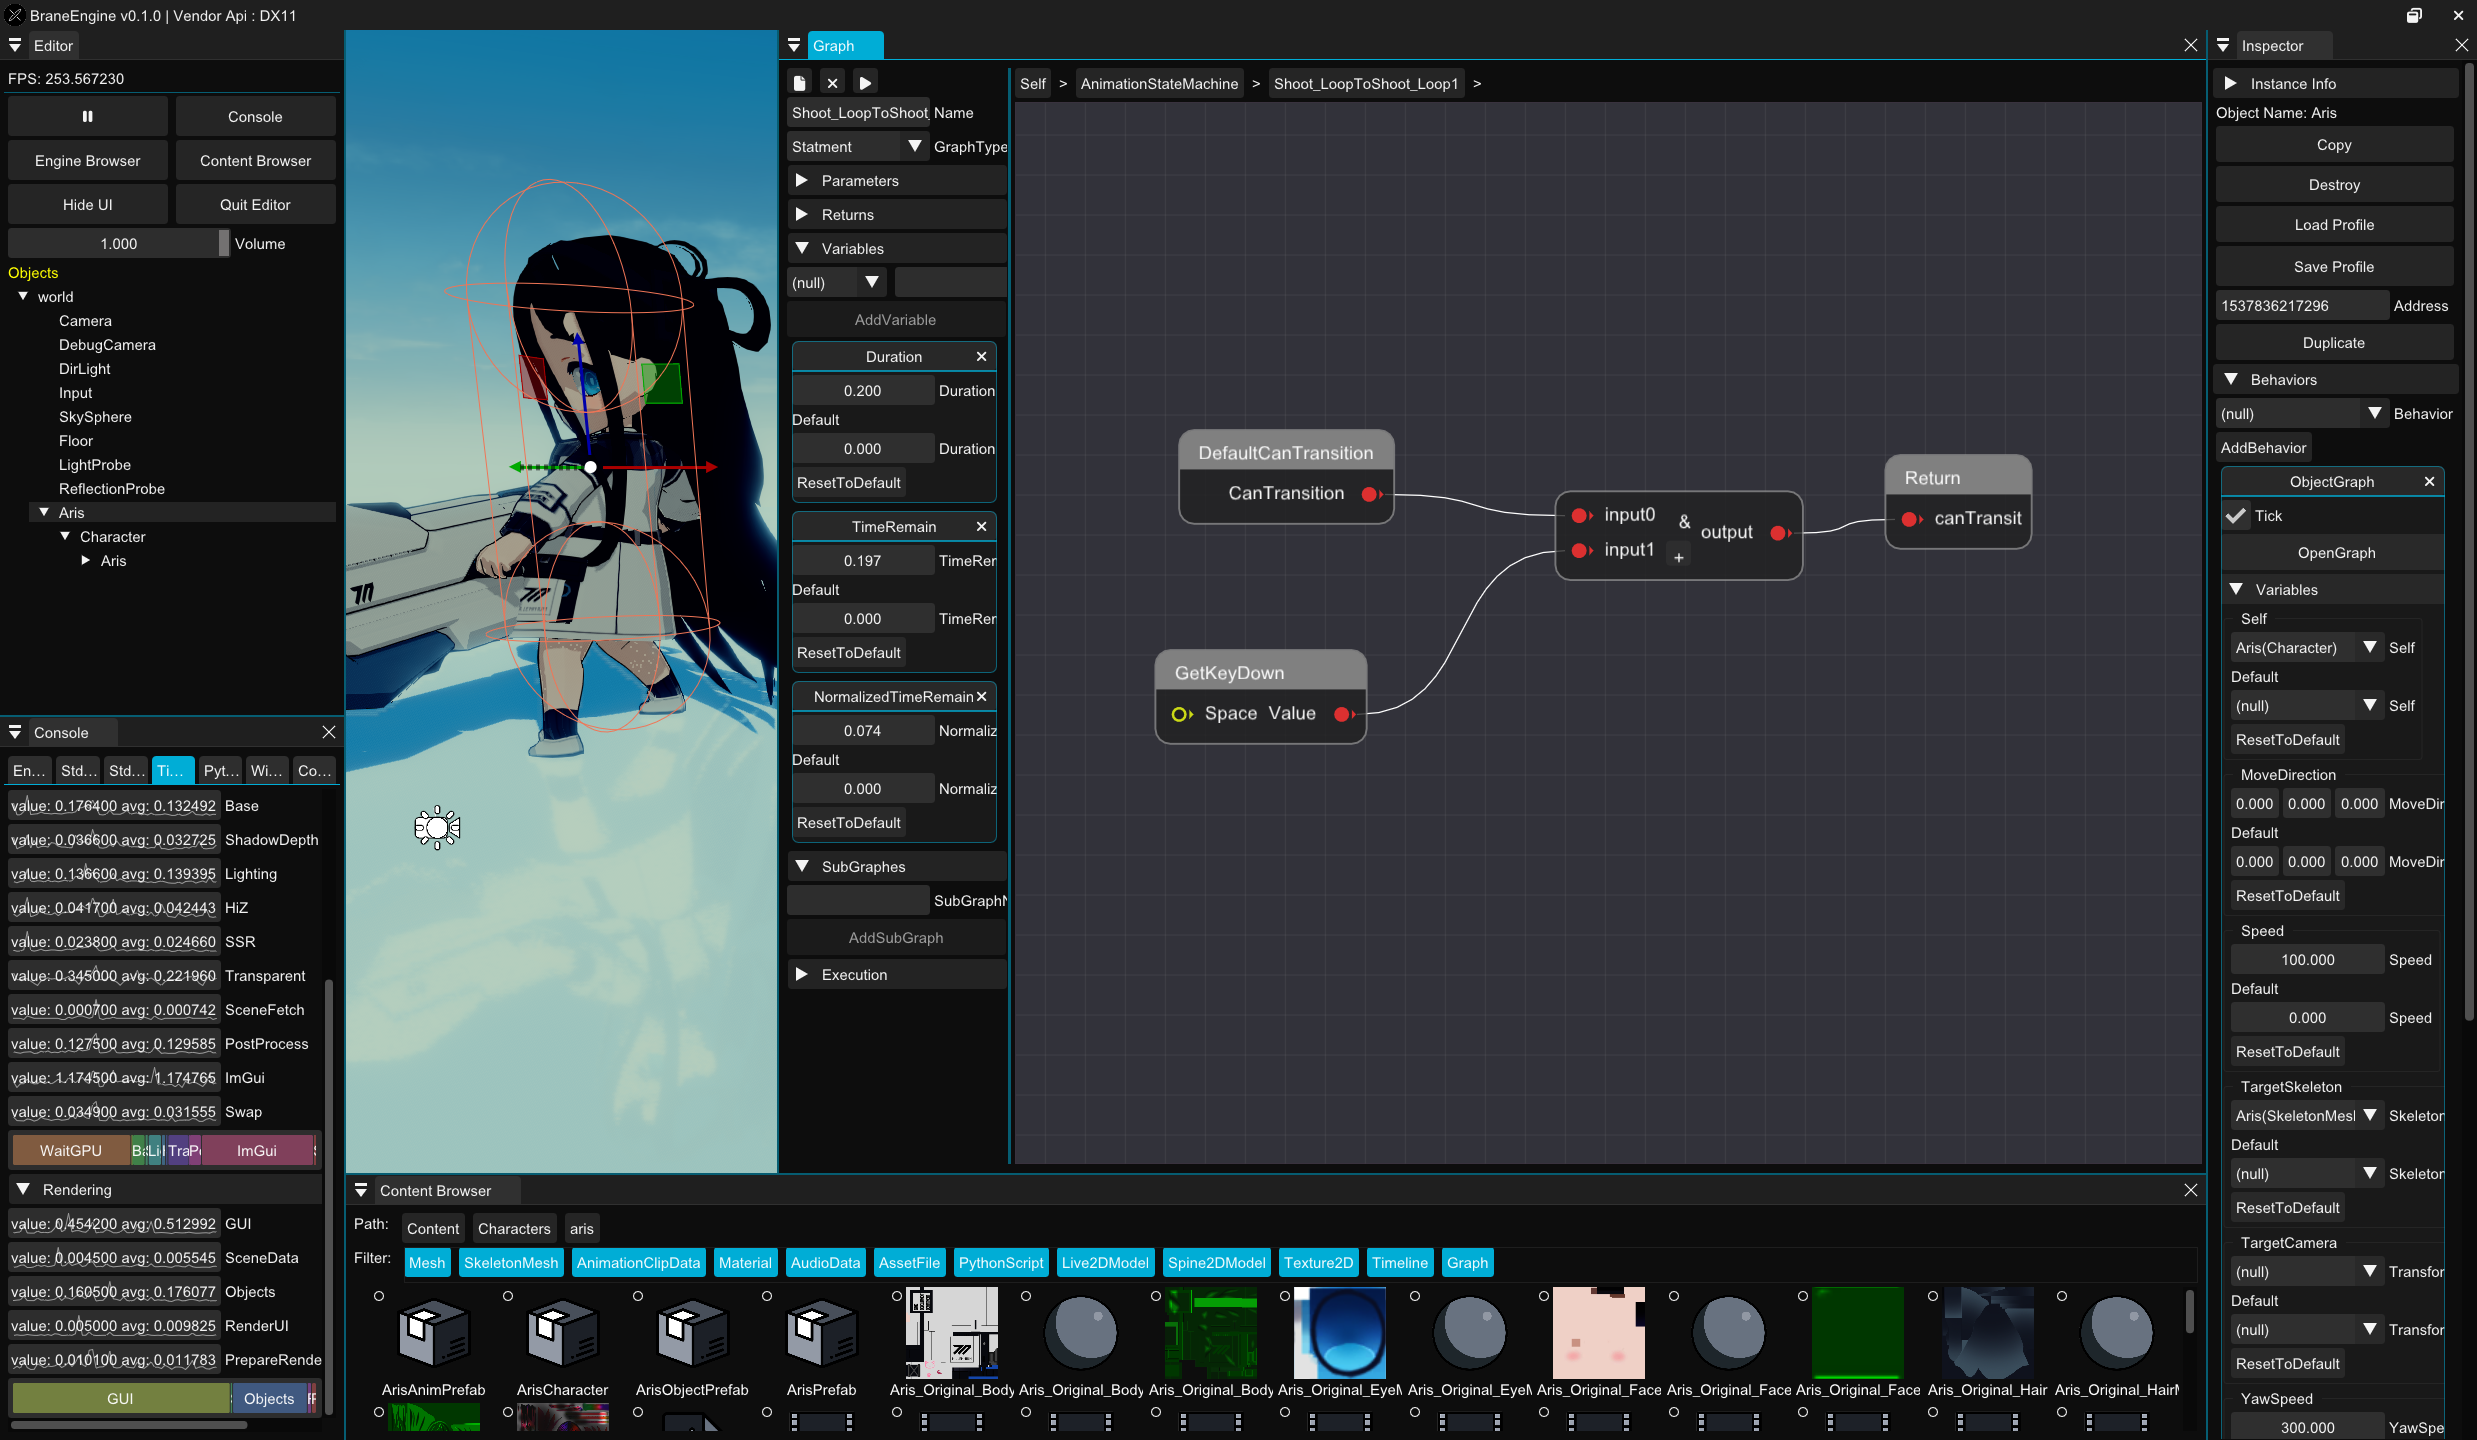 BraneEngine v0.1.0 | Vendor Api : DX11
Editor
FPS: 253.567230
Console
Engine Browser
Content Browser
Hide UI
Quit Editor
1.000 Volume
Objects
world
Camera
DebugCamera
DirLight
Input
SkySphere
Floor
LightProbe
ReflectionProbe
Aris
Character
Aris
Console
En... Std... Std... Ti... Pyt... Wi... Co...
value: 0.176400 avg: 0.132492 Base
value: 0.036600 avg: 0.032725 ShadowDepth
value: 0.136600 avg: 0.139395 Lighting
value: 0.041700 avg: 0.042443 HiZ
value: 0.023800 avg: 0.024660 SSR
value: 0.345000 avg: 0.221960 Transparent
value: 0.000700 avg: 0.000742 SceneFetch
value: 0.127500 avg: 0.129585 PostProcess
value: 1.174500 avg: 1.174765 ImGui
value: 0.034900 avg: 0.031555 Swap
WaitGPU Tra ImGui
Rendering
value: 0.454200 avg: 0.512992 GUI
value: 0.004500 avg: 0.005545 SceneData
value: 0.160500 avg: 0.176077 Objects
value: 0.005000 avg: 0.009825 RenderUI
value: 0.010100 avg: 0.011783 PrepareRende
GUI Objects
Graph
Shoot_LoopToShoot_ Name
Statment GraphType
Parameters
Returns
Variables
(null)
AddVariable
Duration
0.200 Duration
Default
0.000 Duration
ResetToDefault
TimeRemain
0.197 TimeRer
Default
0.000 TimeRer
ResetToDefault
NormalizedTimeRemain
0.074 Normaliz
Default
0.000 Normaliz
ResetToDefault
SubGraphes
SubGraphN
AddSubGraph
Execution
Self > AnimationStateMachine > Shoot_LoopToShoot_Loop1 >
DefaultCanTransition
CanTransition
GetKeyDown
Space Value
input0 & output
input1 +
Return
canTransit
Inspector
Instance Info
Object Name: Aris
Copy
Destroy
Load Profile
Save Profile
1537836217296 Address
Duplicate
Behaviors
(null) Behavior
AddBehavior
ObjectGraph
Tick
OpenGraph
Variables
Self
Aris(Character) Self
Default
(null) Self
ResetToDefault
MoveDirection
0.000 0.000 0.000 MoveDir
Default
0.000 0.000 0.000 MoveDir
ResetToDefault
Speed
100.000 Speed
Default
0.000 Speed
ResetToDefault
TargetSkeleton
Aris(SkeletonMesl Skeleton
Default
(null) Skeleton
ResetToDefault
TargetCamera
(null) Transfor
Default
(null) Transfor
ResetToDefault
YawSpeed
300.000 YawSpe
Content Browser
Path: Content Characters aris
Filter: Mesh SkeletonMesh AnimationClipData Material AudioData AssetFile PythonScript Live2DModel Spine2DModel Texture2D Timeline Graph
ArisAnimPrefab ArisCharacter ArisObjectPrefab ArisPrefab Aris_Original_Body Aris_Original_Body Aris_Original_Body Aris_Original_EyeM Aris_Original_EyeM Aris_Original_Face Aris_Original_Face Aris_Original_Face Aris_Original_Hair Aris_Original_HairM